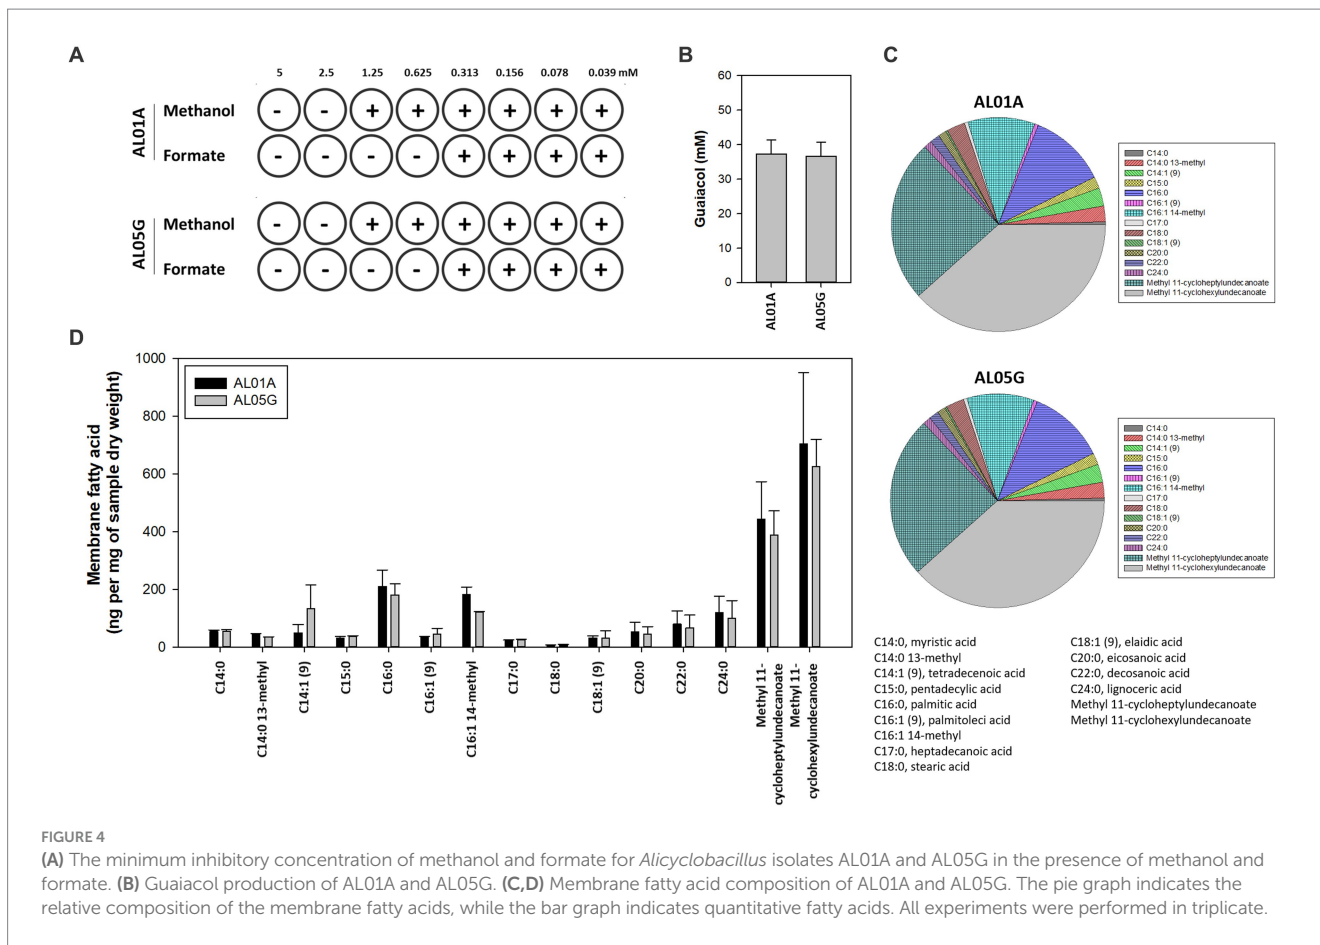 A
5 2.5 1.25 0.625 0.313 0.156 0.078 0.039 mM
AL01A
Methanol - - + + + + + +
Formate - - - - + + + +
AL05G
Methanol - - + + + + + +
Formate - - - - + + + +
B
Guaiacol (mM)
60
50
40
30
20
10
0
AL01A
AL05G
C
AL01A
C14:0
C14:0 13-methyl
C14:1 (9)
C15:0
C16:0
C16:1 (9)
C16:1 14-methyl
C17:0
C18:0
C18:1 (9)
C20:0
C22:0
C24:0
Methyl 11-cycloheptylundecanoate
Methyl 11-cyclohexylundecanoate
AL05G
C14:0
C14:0 13-methyl
C14:1 (9)
C15:0
C16:0
C16:1 (9)
C16:1 14-methyl
C17:0
C18:0
C18:1 (9)
C20:0
C22:0
C24:0
Methyl 11-cycloheptylundecanoate
Methyl 11-cyclohexylundecanoate
C14:0, myristic acid
C14:0 13-methyl
C14:1 (9), tetradecenoic acid
C15:0, pentadecylic acid
C16:0, palmitic acid
C16:1 (9), palmitoleci acid
C16:1 14-methyl
C17:0, heptadecanoic acid
C18:0, stearic acid
C18:1 (9), elaidic acid
C20:0, eicosanoic acid
C22:0, decosanoic acid
C24:0, lignoceric acid
Methyl 11-cycloheptylundecanoate
Methyl 11-cyclohexylundecanoate
D
Membrane fatty acid
(ng per mg of sample dry weight)
1000
800
600
400
200
0
AL01A
AL05G
C14:0
C14:0 13-methyl
C14:1 (9)
C15:0
C16:0
C16:1 (9)
C16:1 14-methyl
C17:0
C18:0
C18:1 (9)
C20:0
C22:0
C24:0
Methyl 11-
cycloheptylundecanoate
Methyl 11-
cyclohexylundecanoate
FIGURE 4
(A) The minimum inhibitory concentration of methanol and formate for Alicyclobacillus isolates AL01A and AL05G in the presence of methanol and
formate. (B) Guaiacol production of AL01A and AL05G. (C,D) Membrane fatty acid composition of AL01A and AL05G. The pie graph indicates the
relative composition of the membrane fatty acids, while the bar graph indicates quantitative fatty acids. All experiments were performed in triplicate.